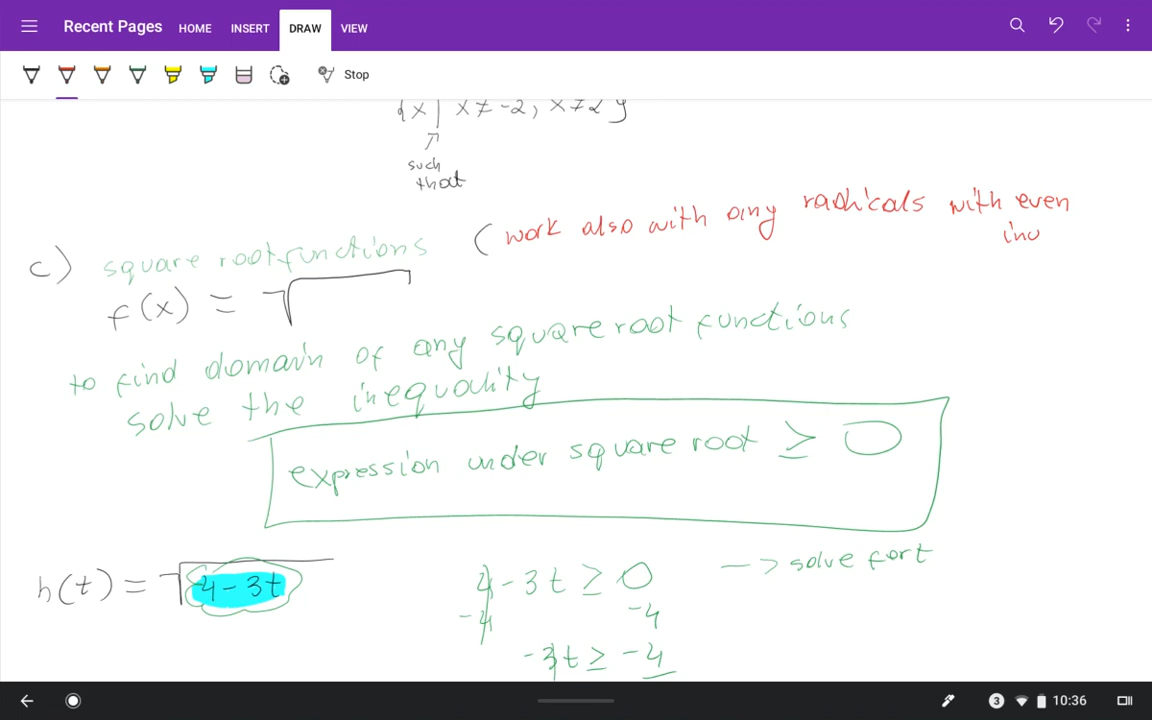 Recent Pages HOME INSERT DRAW VIEW
Stop
{x| x≠-2, x≠2}
such
that
(work also with any radicals with even
ind
c) square root functions
f(x) = √
to find domain of any square root functions
solve the inequality
expression under square root ≥ 0
h(t) = √4-3t
4-3t ≥ 0 -> solve for t
-4 -4
-3t ≥ -4
3 10:36